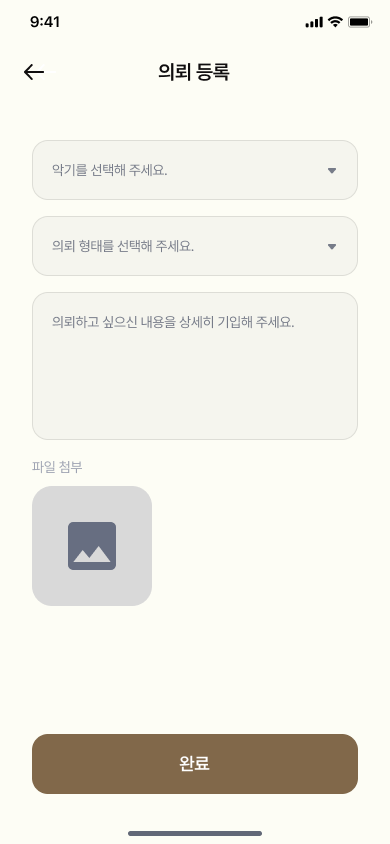 9:41
의뢰 등록
악기를 선택해 주세요.
의뢰 형태를 선택해 주세요.
의뢰하고 싶으신 내용을 상세히 기입해 주세요.
파일 첨부
완료